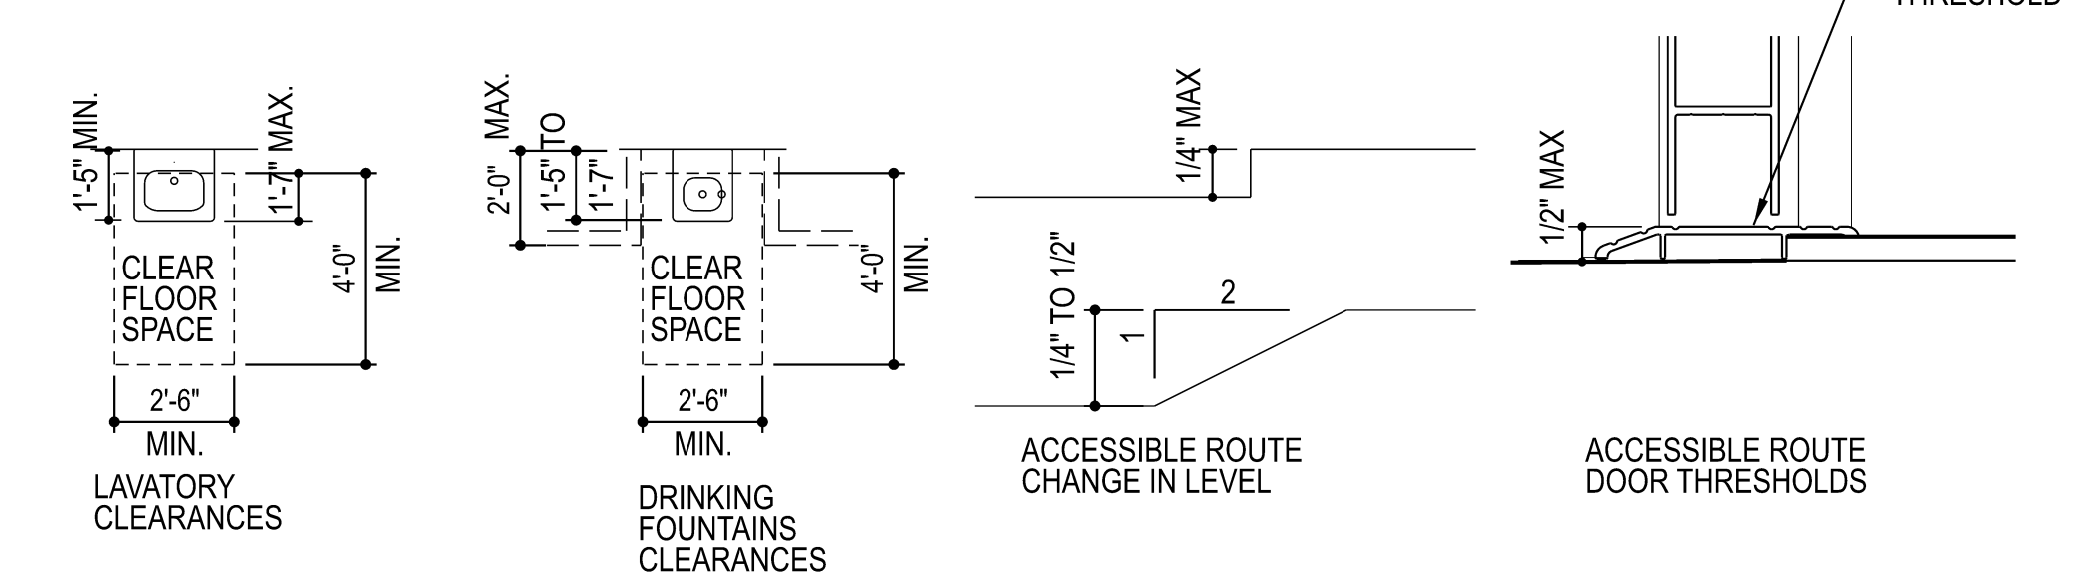 THRESHOLD
1'-5" MIN.
1'-7" MAX.
CLEAR
FLOOR
SPACE
4'-0"
MIN.
2'-6"
MIN.
LAVATORY
CLEARANCES
2'-0" MAX.
1'-5" TO
1'-7"
CLEAR
FLOOR
SPACE
4'-0"
MIN.
2'-6"
MIN.
DRINKING
FOUNTAINS
CLEARANCES
1/4" MAX
1/4" TO 1/2"
1
2
ACCESSIBLE ROUTE
CHANGE IN LEVEL
1/2" MAX
ACCESSIBLE ROUTE
DOOR THRESHOLDS